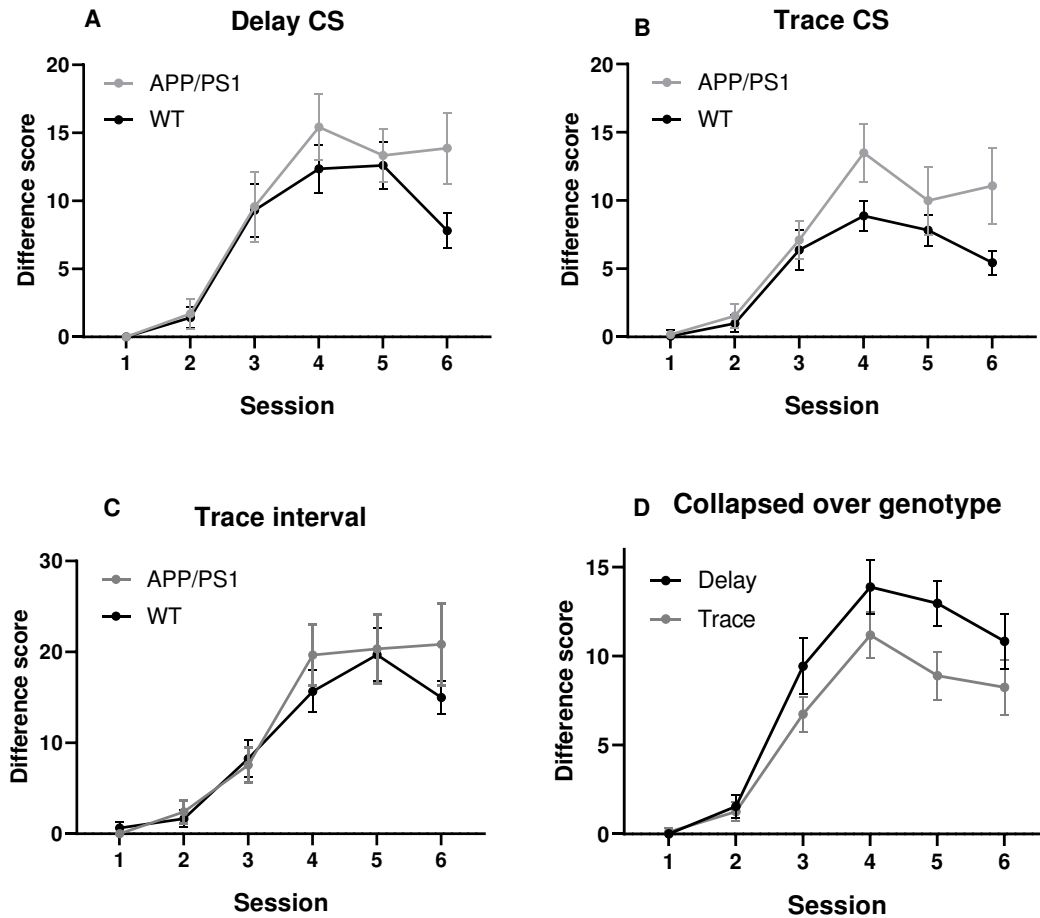 A
Delay CS
20
15
10
5
0
Difference score
APP/PS1
WT
1 2 3 4 5 6
Session
B
Trace CS
20
15
10
5
0
Difference score
APP/PS1
WT
1 2 3 4 5 6
Session
C
Trace interval
30
20
10
0
Difference score
APP/PS1
WT
1 2 3 4 5 6
Session
D
Collapsed over genotype
15
10
5
0
Difference score
Delay
Trace
1 2 3 4 5 6
Session